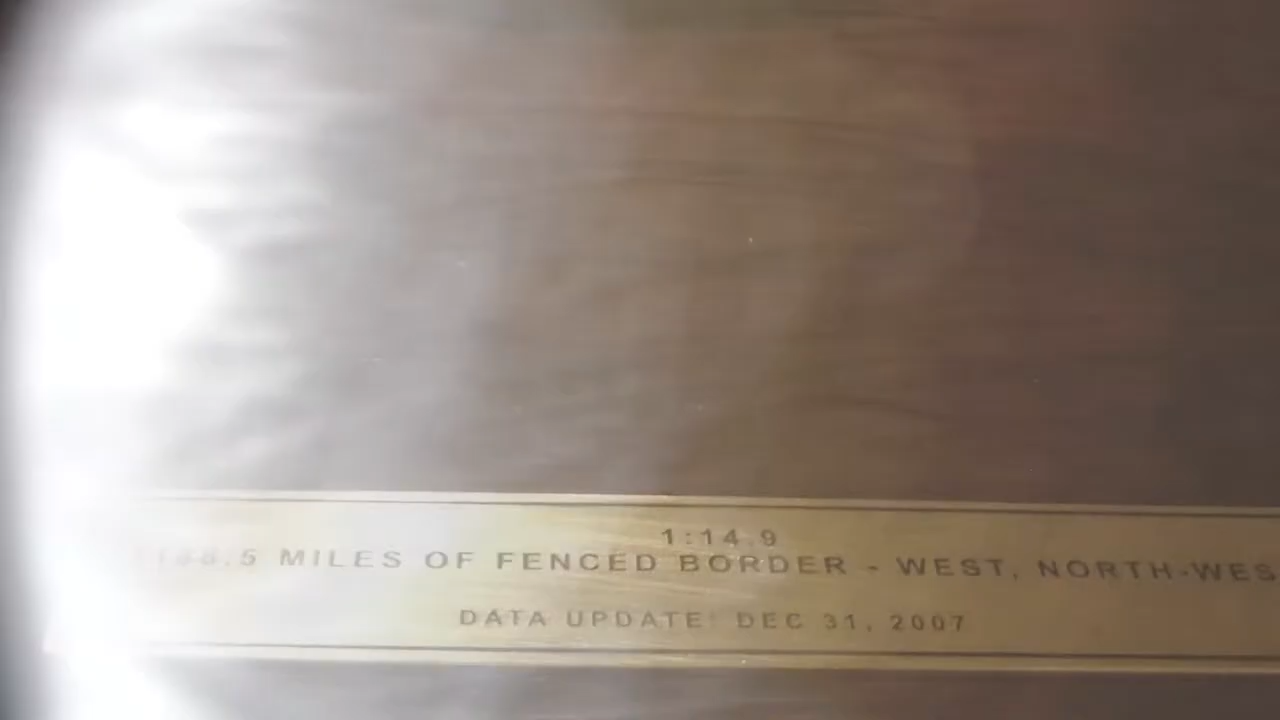 1:14.9
MILES OF FENCED BORDER - WEST, NORTH-WES
DATA UPDATE: DEC 31, 2007